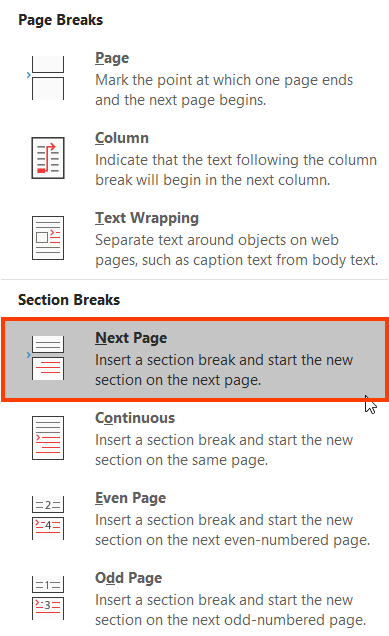 Page Breaks
Page
Mark the point at which one page ends
and the next page begins.
Column
Indicate that the text following the column
break will begin in the next column.
Text Wrapping
Separate text around objects on web
pages, such as caption text from body text.
Section Breaks
Next Page
Insert a section break and start the new
section on the next page.
Continuous
Insert a section break and start the new
section on the same page.
=2=
=4=
Even Page
Insert a section break and start the new
section on the next even-numbered page.
=1=
=3=
Odd Page
Insert a section break and start the new
section on the next odd-numbered page.